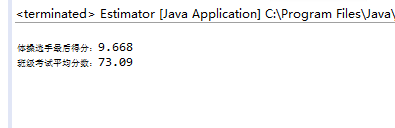 <terminated> Estimator [Java Application] C:\Program Files\Java\
体操选手最后得分：9.668
班级考试平均分数：73.09